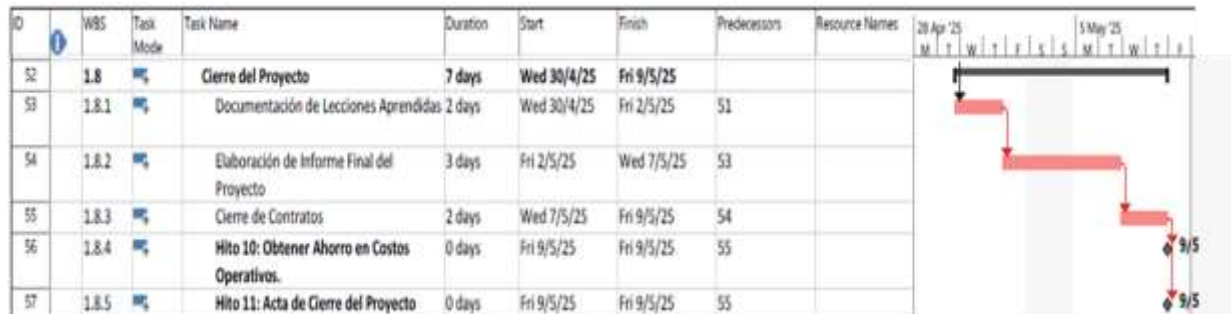 ID WBS Task Mode Task Name Duration Start Finish Predecessors Resource Names 28 Apr '25 5 May '25
M T W T F S S M T W T F
52 1.8 Cierre del Proyecto 7 days Wed 30/4/25 Fri 9/5/25
53 1.8.1 Documentación de Lecciones Aprendidas 2 days Wed 30/4/25 Fri 2/5/25 51
54 1.8.2 Elaboración de Informe Final del Proyecto 3 days Fri 2/5/25 Wed 7/5/25 53
55 1.8.3 Cierre de Contratos 2 days Wed 7/5/25 Fri 9/5/25 54
56 1.8.4 Hito 10: Obtener Ahorro en Costos Operativos. 0 days Fri 9/5/25 Fri 9/5/25 55 9/5
57 1.8.5 Hito 11: Acta de Cierre del Proyecto 0 days Fri 9/5/25 Fri 9/5/25 55 9/5